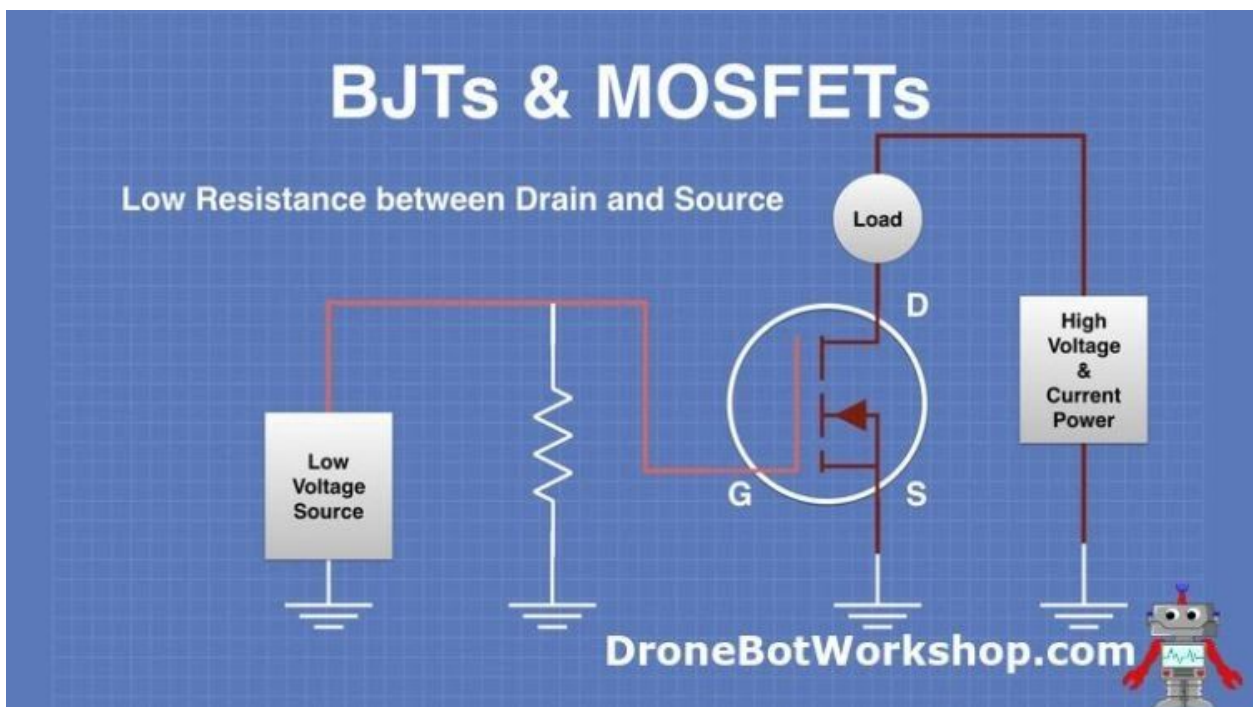 BJTs & MOSFETs
Low Resistance between Drain and Source
Load
D
High
Voltage
&
Current
Power
Low
Voltage
Source
G
S
DroneBotWorkshop.com